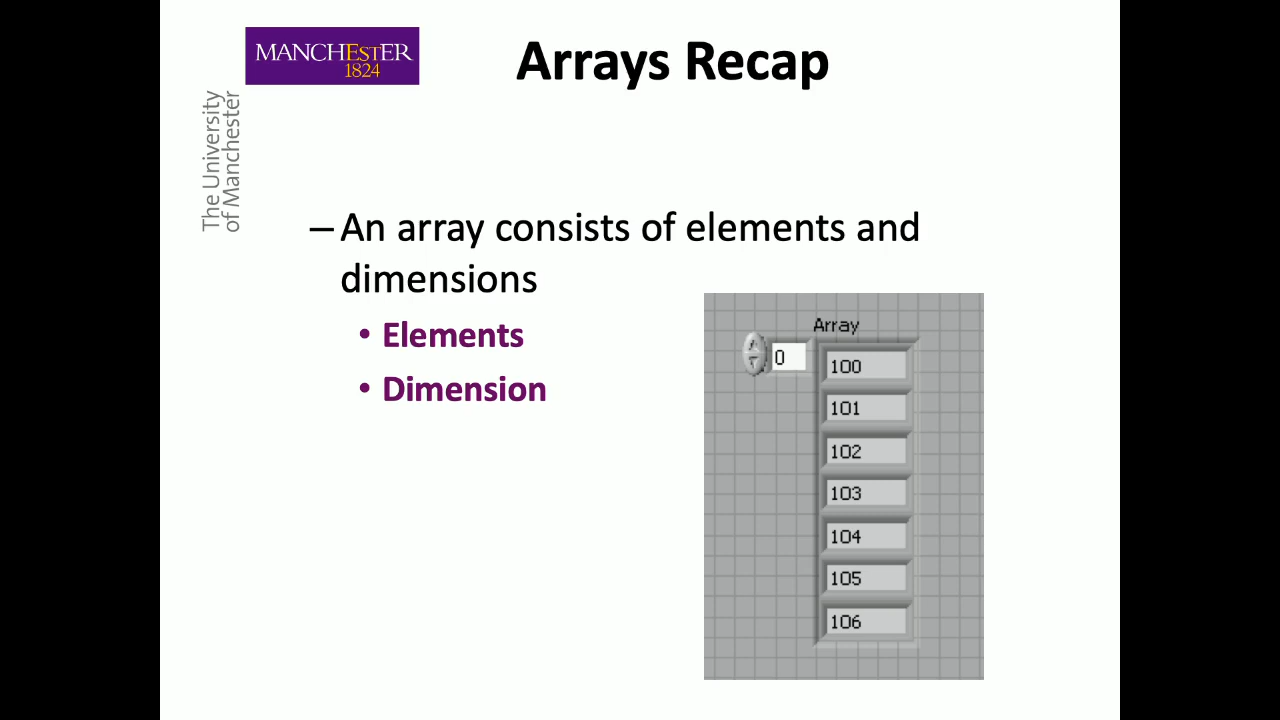 MANCHESTER
1824
The University
of Manchester
Arrays Recap
– An array consists of elements and
dimensions
• Elements
• Dimension
Array
0
100
101
102
103
104
105
106